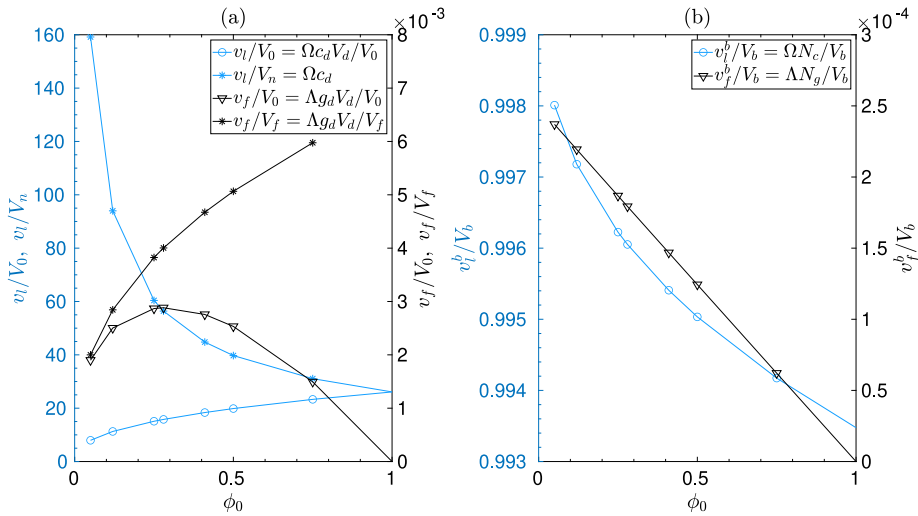 (a)
×10⁻³
160
140
120
100
80
60
40
20
0
v_l/V_0, v_l/V_n
v_l/V_0 = Ωc_dV_d/V_0
v_l/V_n = Ωc_d
v_f/V_0 = Λg_dV_d/V_0
v_f/V_f = Λg_dV_d/V_f
8
7
6
5
4
3
2
1
0
v_f/V_0, v_f/V_f
0 0.5 1
ϕ_0
(b)
×10⁻⁴
0.999
0.998
0.997
0.996
0.995
0.994
0.993
v_l^b/V_b
v_l^b/V_b = ΩN_c/V_b
v_f^b/V_b = ΛN_g/V_b
3
2.5
2
1.5
1
0.5
0
v_f^b/V_b
0 0.5 1
ϕ_0